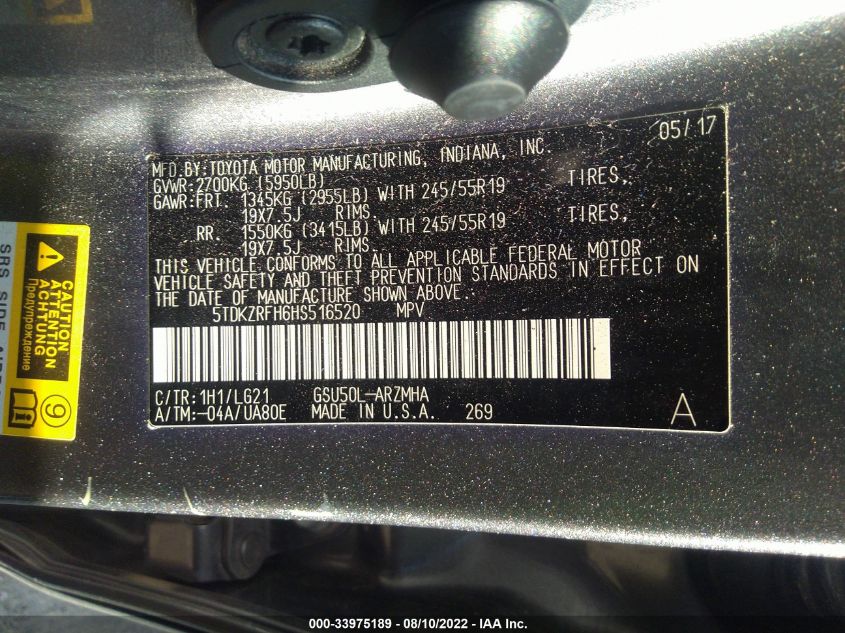 05/17
MFD.BY:TOYOTA MOTOR MANUFACTURING, INDIANA, INC.
GVWR:2700KG (5950LB)
GAWR:FRT. 1345KG (2955LB) WITH 245/55R19 TIRES,
19X7.5J RIMS,
RR. 1550KG (3415LB) WITH 245/55R19 TIRES,
19X7.5J RIMS.
THIS VEHICLE CONFORMS TO ALL APPLICABLE FEDERAL MOTOR
VEHICLE SAFETY AND THEFT PREVENTION STANDARDS IN EFFECT ON
THE DATE OF MANUFACTURE SHOWN ABOVE.
5TDKZRFH6HS516520 MPV
C/TR:1H1/LG21 GSU50L-ARZMHA
A/TM:-04A/UA80E MADE IN U.S.A. 269
A
CAUTION
ATTENTION
ACHTUNG
Предупреждение
9
SRS SIDE
000-33975189 - 08/10/2022 - IAA Inc.